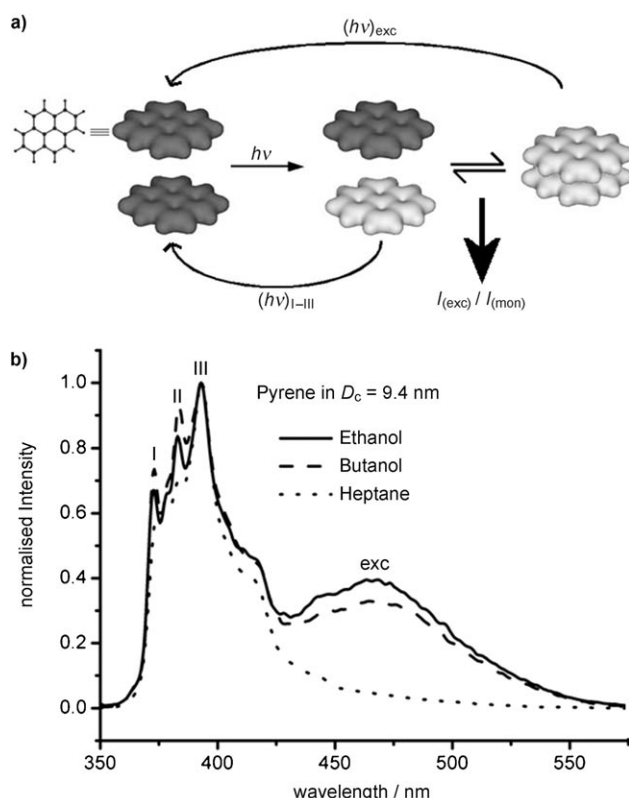 a)
(hν)exc
hν
(hν)I–III
I(exc) / I(mon)
b)
III
II
I
Pyrene in Dc = 9.4 nm
Ethanol
Butanol
Heptane
exc
normalised Intensity
1.0
0.8
0.6
0.4
0.2
0.0
350
400
450
500
550
wavelength / nm